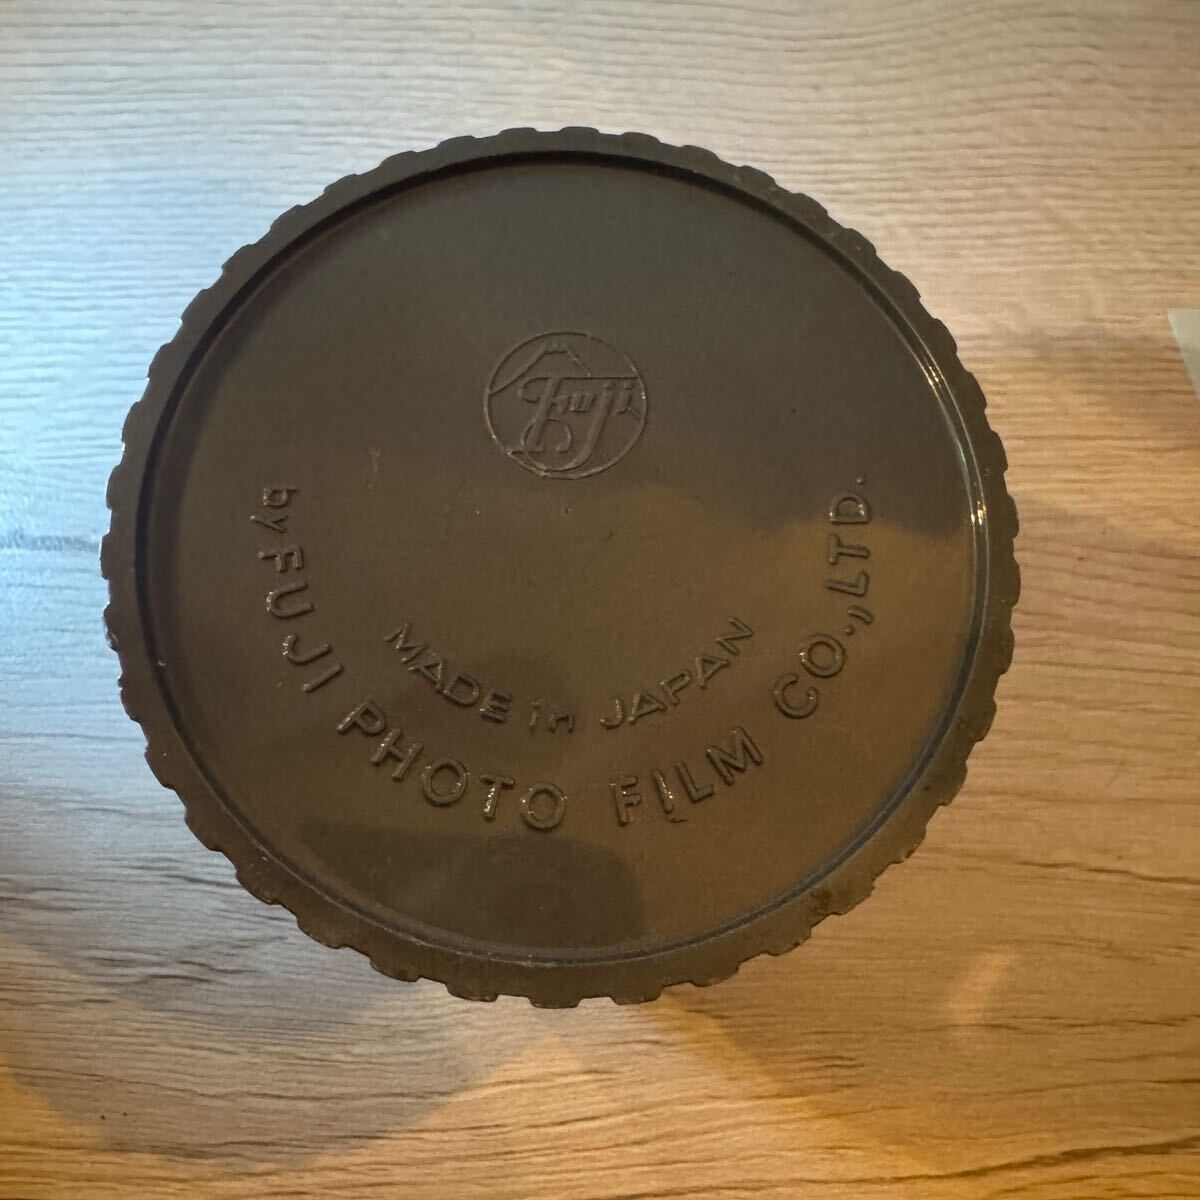 Fuji
MADE in JAPAN
by FUJI PHOTO FILM CO.,LTD.